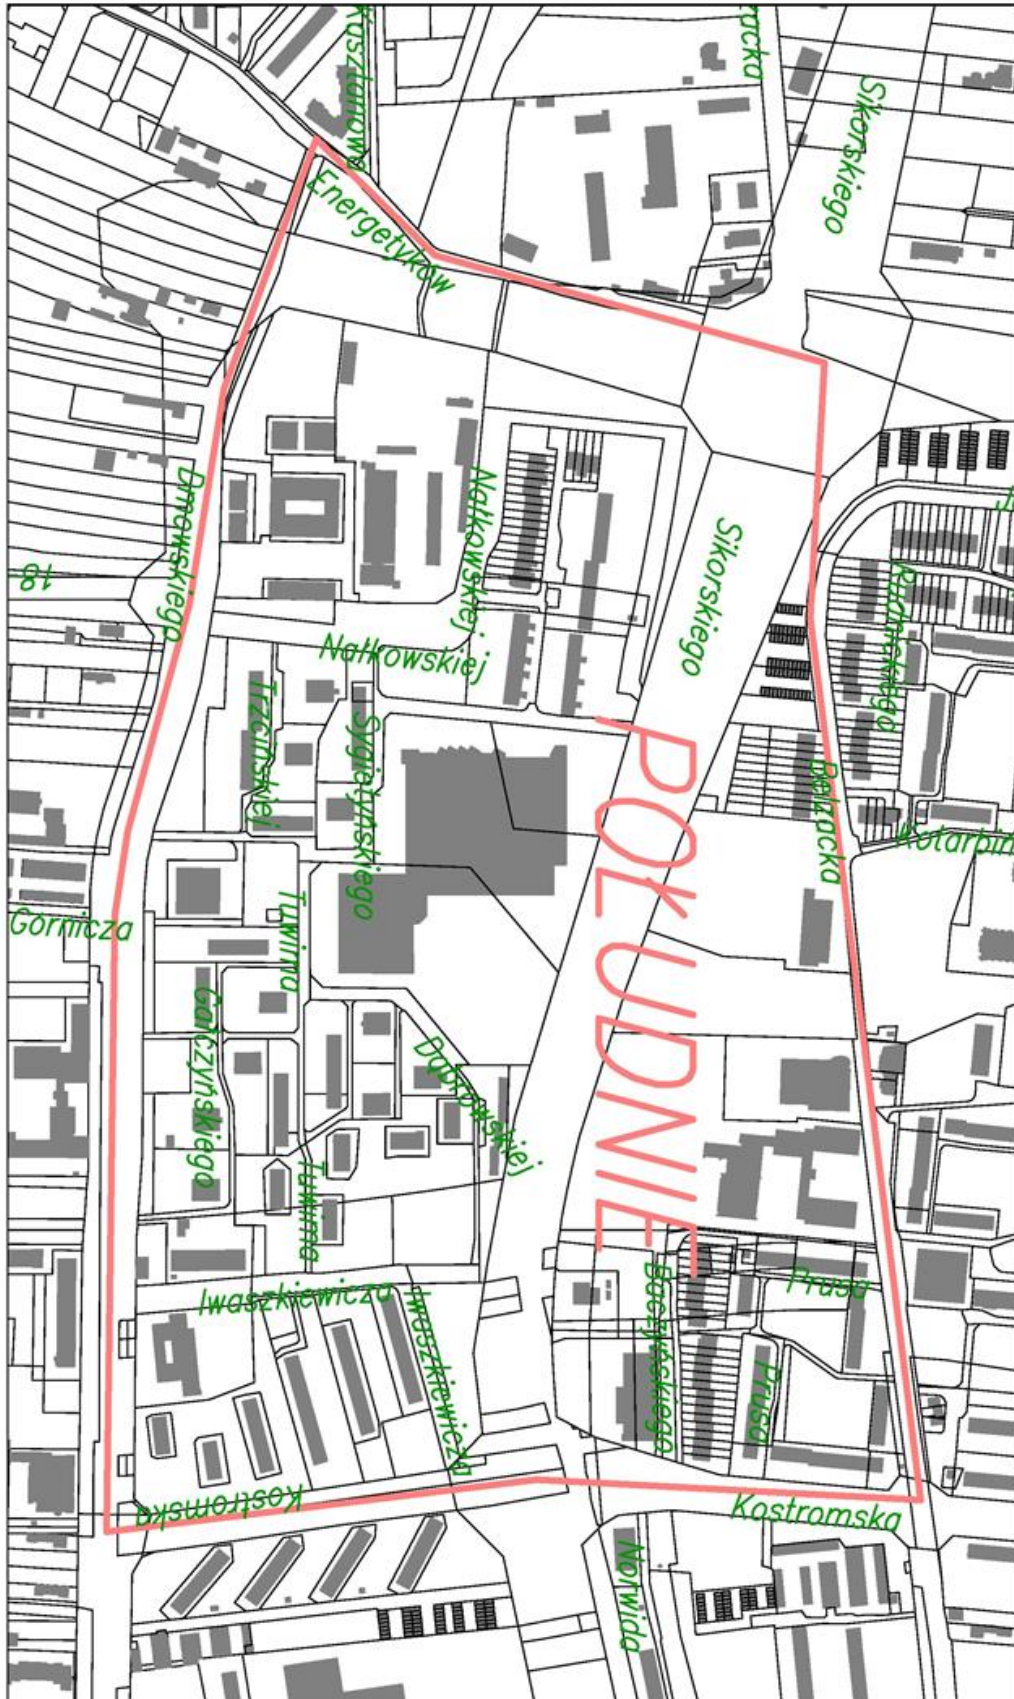 Kasztanowa
Sikorskiego
Energetyków
Dmowskiego
Nałkowskiej
Sikorskiego
18-
Nałkowskiej
Trzcińskiej
Sygietyńskiego
POŁUDNIE
Bełzacka
Górnicza
Tuwima
Gałczyńskiego
Dąbrowskiej
Tuwima
Iwaszkiewicza
Iwaszkiewicza
Baczyńskiego
Prusa
Prusa
Kostromska
Kostromska
Norwida